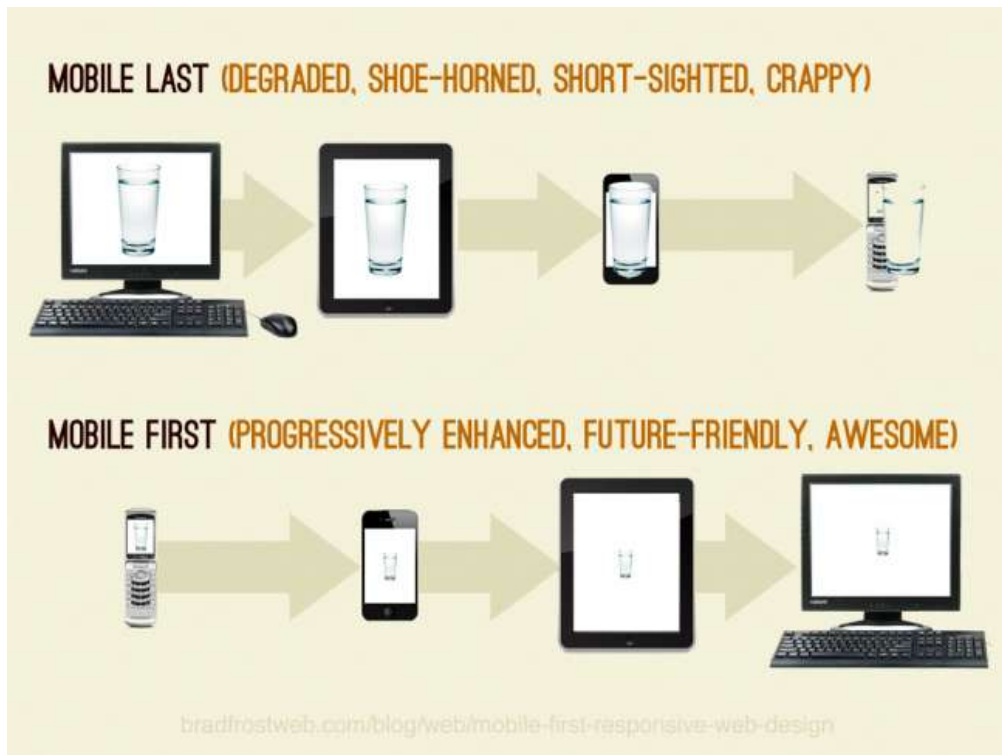 MOBILE LAST (DEGRADED, SHOE-HORNED, SHORT-SIGHTED, CRAPPY)
MOBILE FIRST (PROGRESSIVELY ENHANCED, FUTURE-FRIENDLY, AWESOME)
bradfrostweb.com/blog/web/mobile-first-responsive-web-design